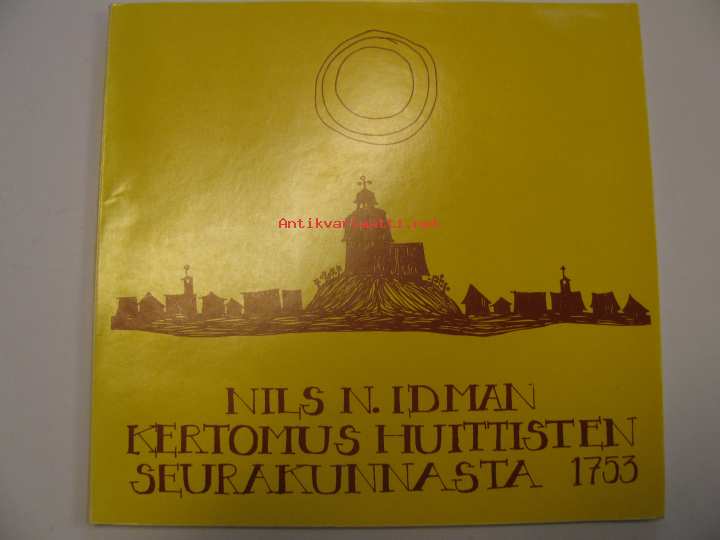 Antikvariaatti.net
NILS N. IDMAN
KERTOMUS HUITTISTEN
SEURAKUNNASTA 1753